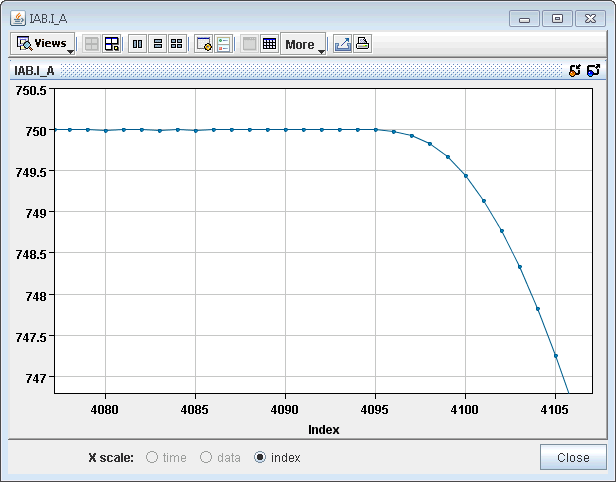 IAB.I_A
Views More
IAB.I_A
750.5
750
749.5
749
748.5
748
747.5
747
4080 4085 4090 4095 4100 4105
Index
X scale: time data index Close